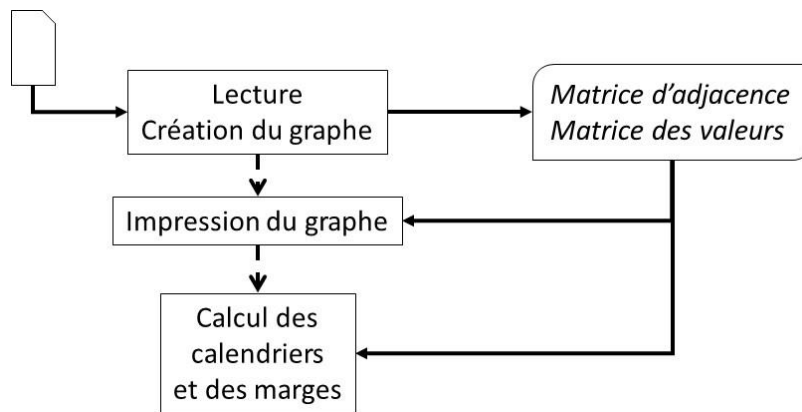 Lecture
Création du graphe
Matrice d'adjacence
Matrice des valeurs
Impression du graphe
Calcul des
calendriers
et des marges